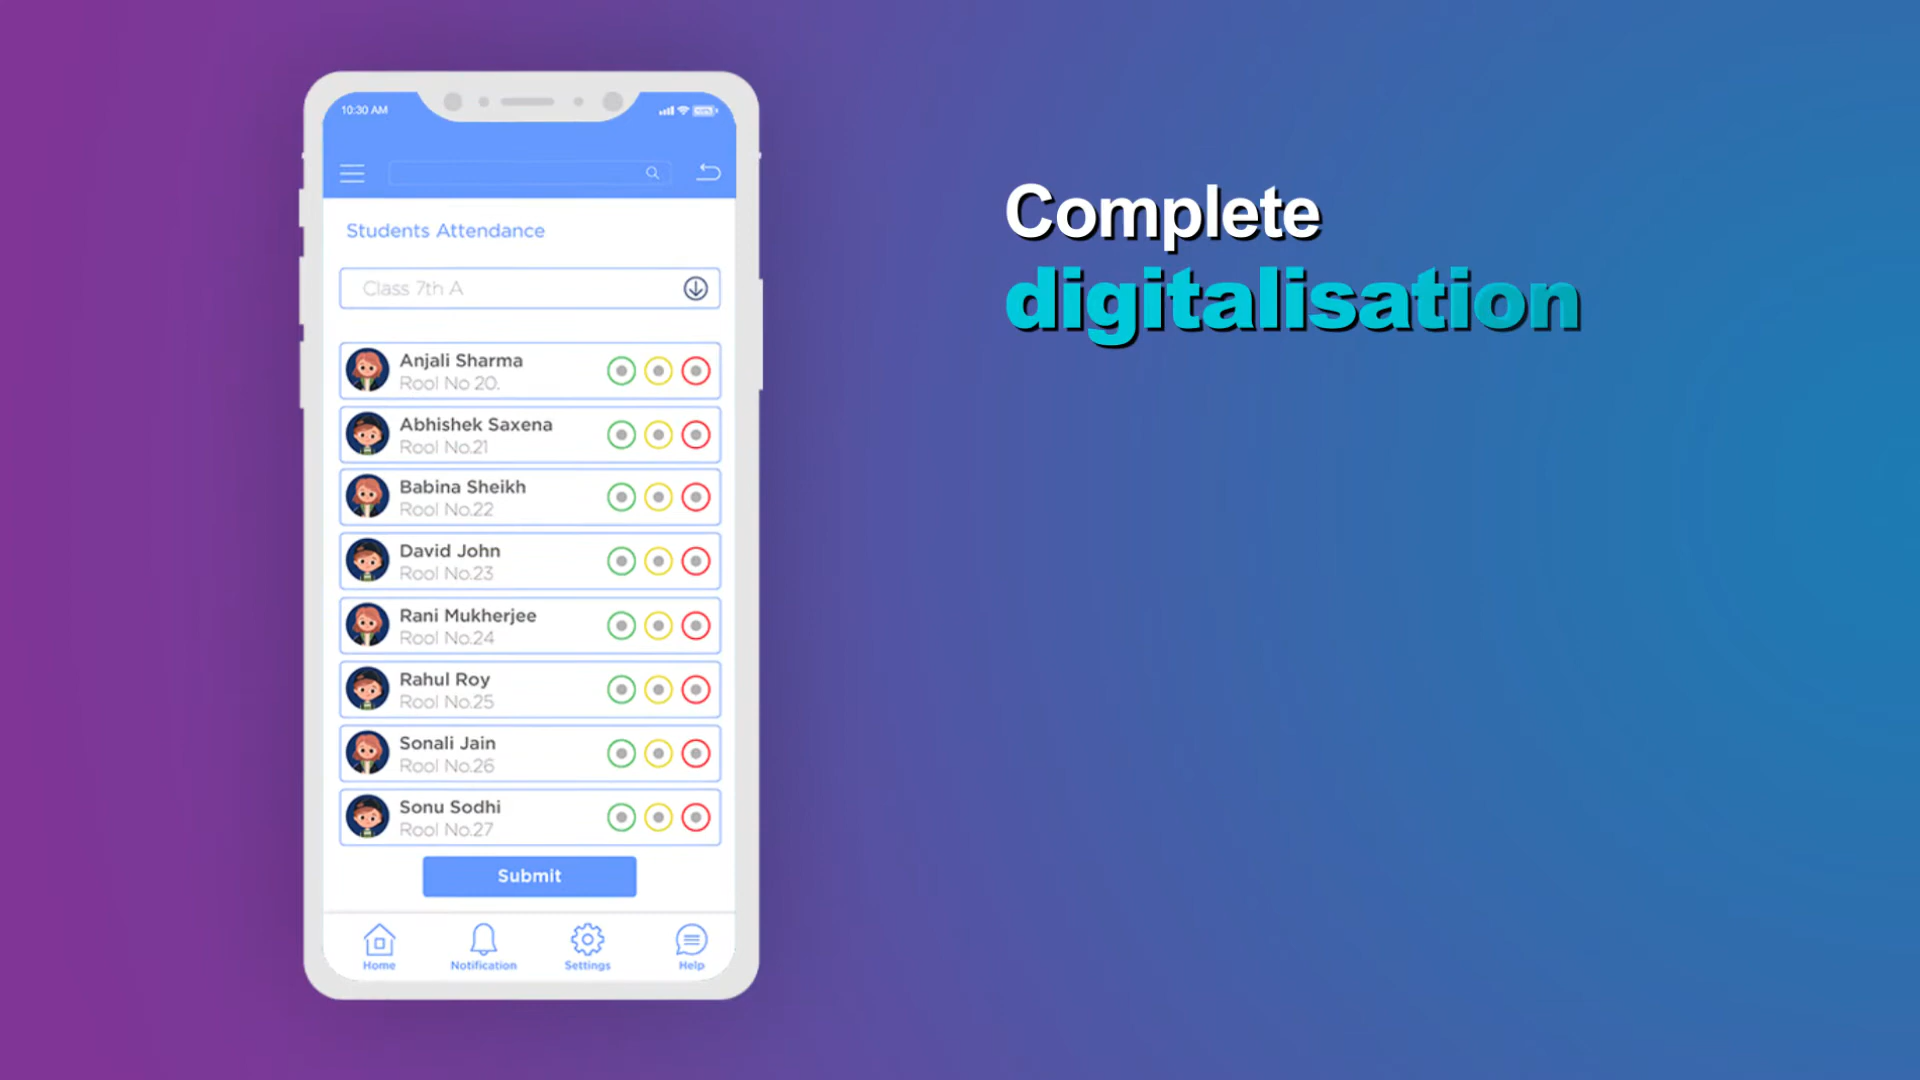 10:30 AM
Students Attendance
Class 7th A
Anjali Sharma
Rool No 20.
Abhishek Saxena
Rool No.21
Babina Sheikh
Rool No.22
David John
Rool No.23
Rani Mukherjee
Rool No.24
Rahul Roy
Rool No.25
Sonali Jain
Rool No.26
Sonu Sodhi
Rool No.27
Submit
Home
Notification
Settings
Help
Complete
digitalisation